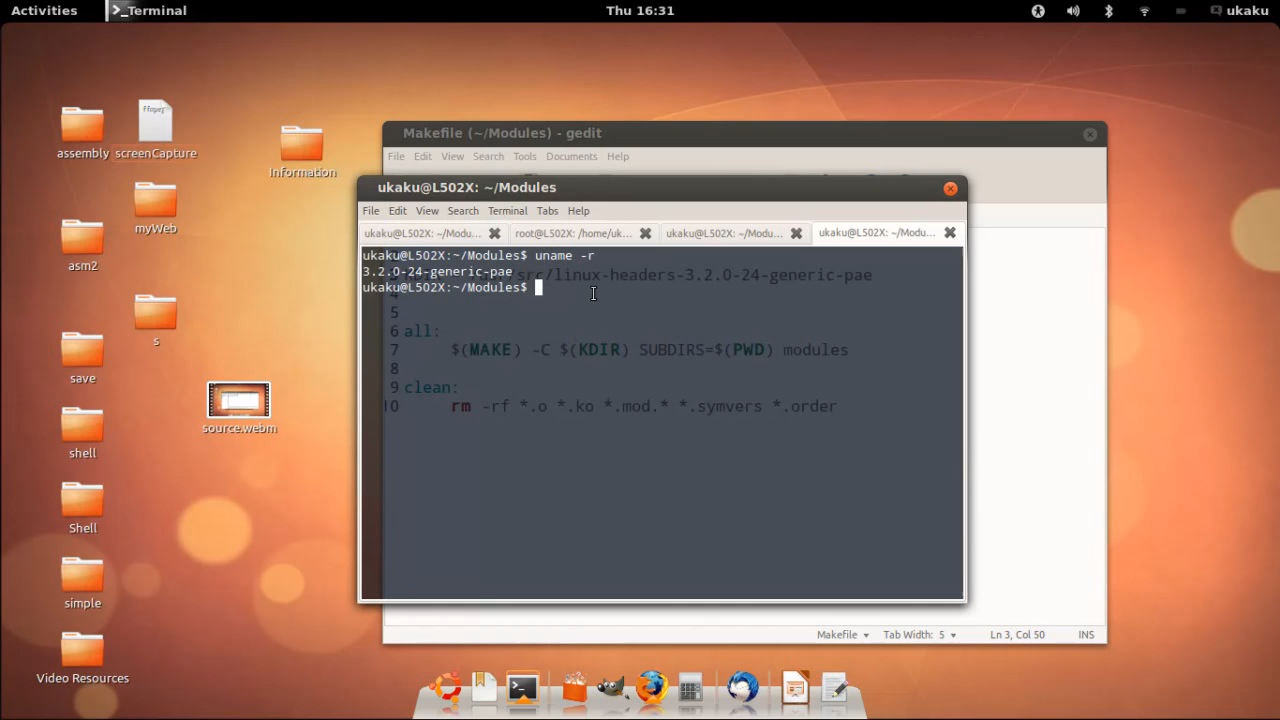 Activities
Terminal
Thu 16:31
ukaku
assembly
screenCapture
Information
myWeb
asm2
s
save
source.webm
shell
Shell
simple
Video Resources
Makefile (~/Modules) - gedit
File Edit View Search Tools Documents Help
ukaku@L502X: ~/Modules
File Edit View Search Terminal Tabs Help
ukaku@L502X: ~/Modu... root@L502X: /home/uk... ukaku@L502X: ~/Modu... ukaku@L502X: ~/Modu...
ukaku@L502X:~/Modules$ uname -r
3.2.0-24-generic-pae
ukaku@L502X:~/Modules$
/src/linux-headers-3.2.0-24-generic-pae
4
5
6 all:
7 $(MAKE) -C $(KDIR) SUBDIRS=$(PWD) modules
8
9 clean:
10 rm -rf *.o *.ko *.mod.* *.symvers *.order
Makefile Tab Width: 5 Ln 3, Col 50 INS